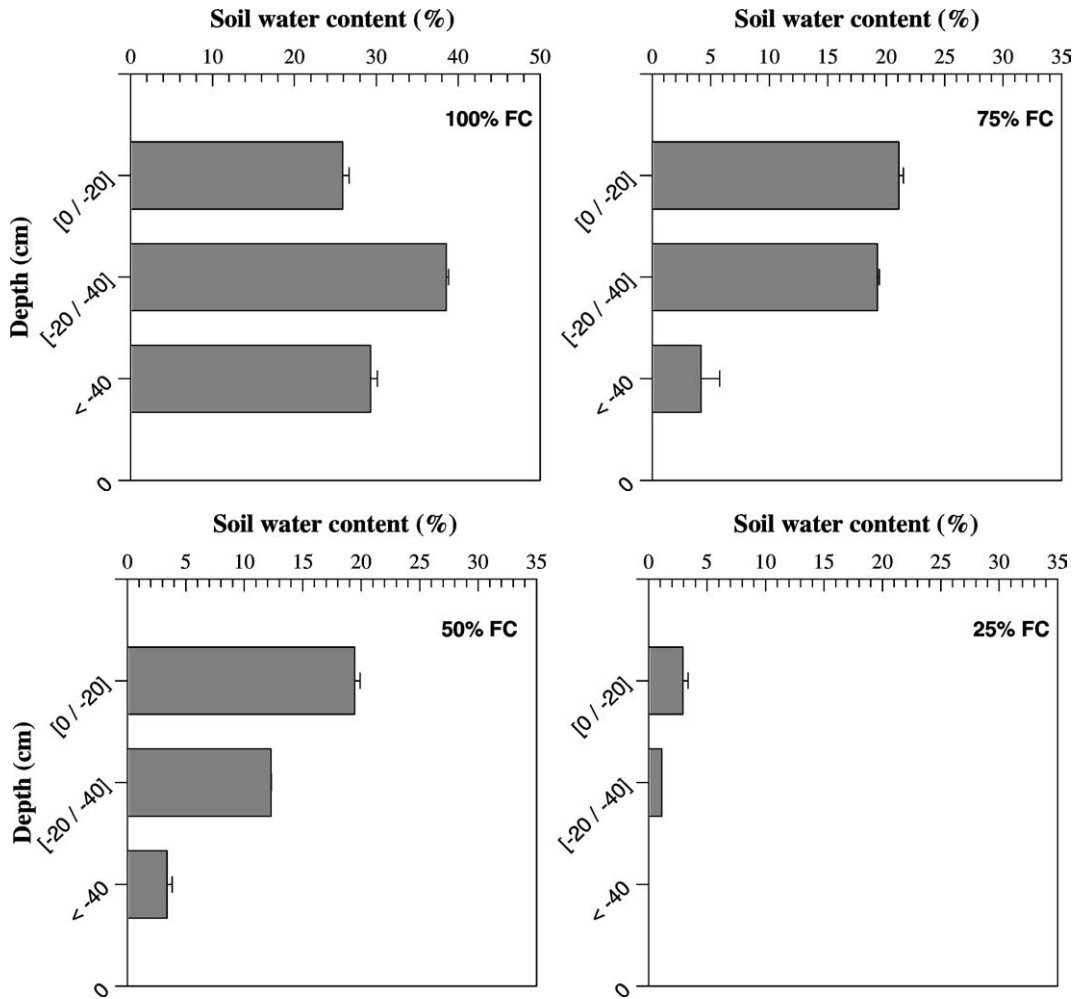 Soil water content (%)
0 10 20 30 40 50
100% FC
[0 / -20]
[-20 / -40]
< -40
0
Depth (cm)
Soil water content (%)
0 5 10 15 20 25 30 35
75% FC
[0 / -20]
[-20 / -40]
< -40
0
Soil water content (%)
0 5 10 15 20 25 30 35
50% FC
[0 / -20]
[-20 / -40]
< -40
0
Depth (cm)
Soil water content (%)
0 5 10 15 20 25 30 35
25% FC
[0 / -20]
[-20 / -40]
< -40
0